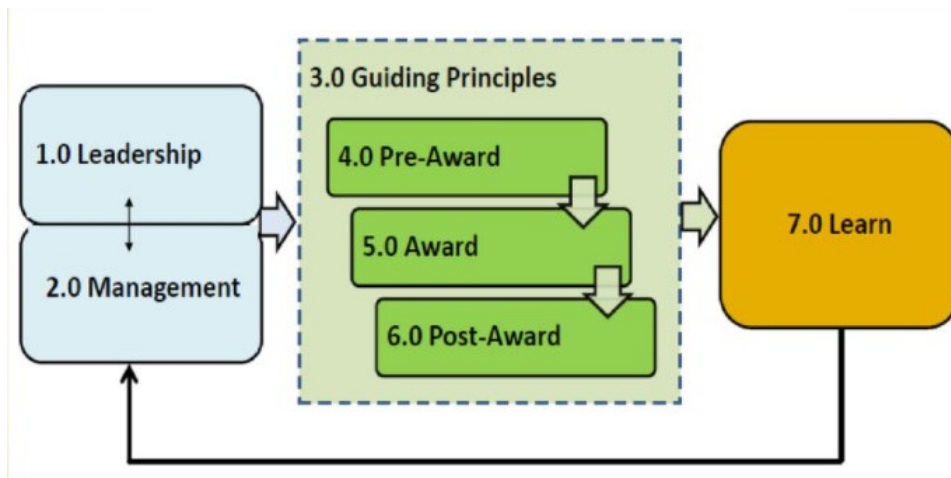 1.0 Leadership
2.0 Management
3.0 Guiding Principles
4.0 Pre-Award
5.0 Award
6.0 Post-Award
7.0 Learn